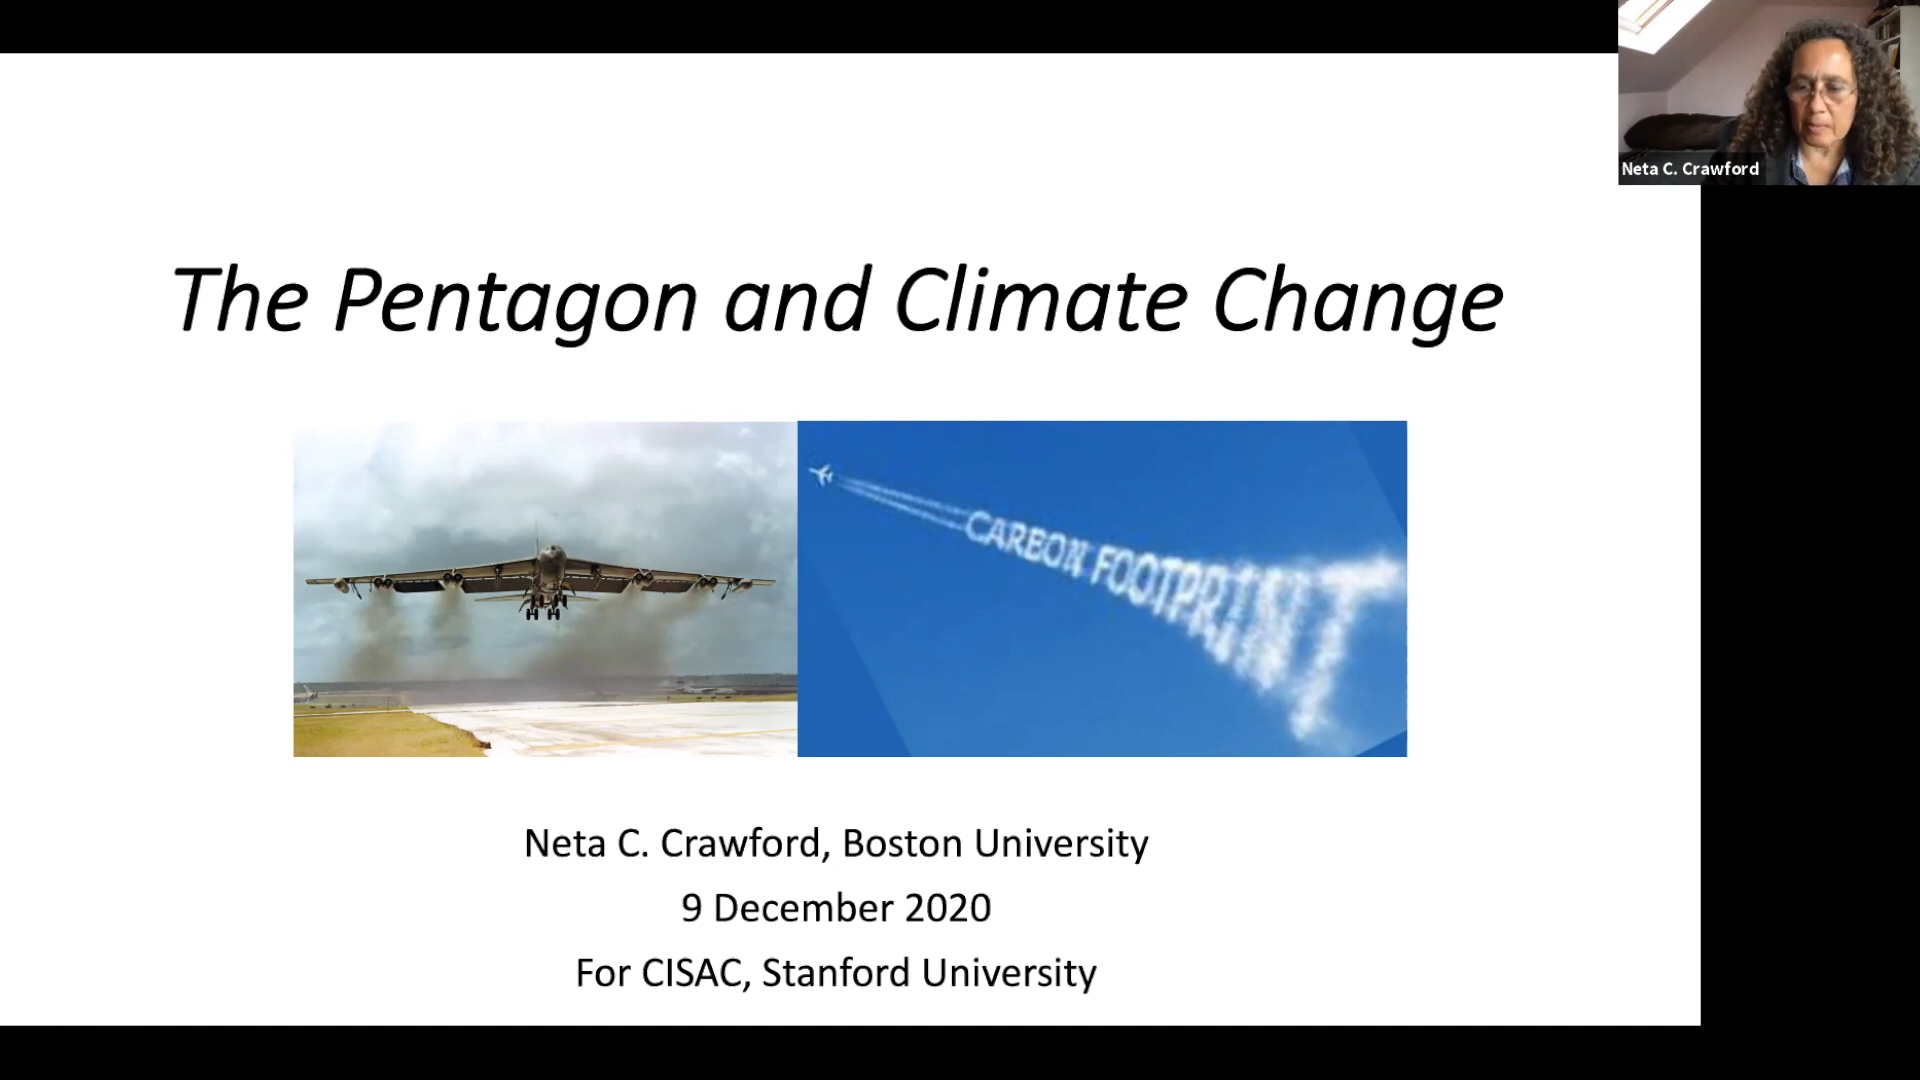 Neta C. Crawford
The Pentagon and Climate Change
CARBON FOOTPRINT
Neta C. Crawford, Boston University
9 December 2020
For CISAC, Stanford University